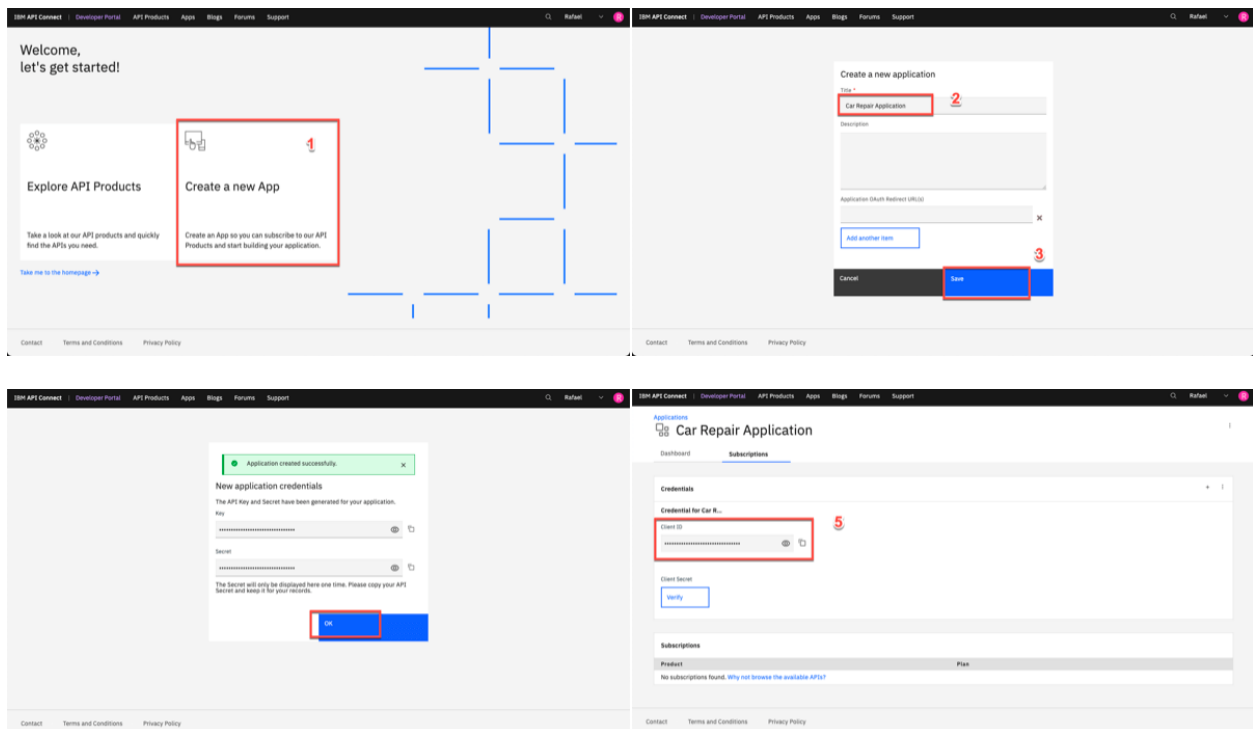 IBM API Connect | Developer Portal API Products Apps Blogs Forums Support Rafael R
Welcome,
let's get started!
1
Explore API Products
Take a look at our API products and quickly
find the APIs you need.
Create a new App
Create an App so you can subscribe to our API
Products and start building your application.
Take me to the homepage →
Contact Terms and Conditions Privacy Policy
IBM API Connect | Developer Portal API Products Apps Blogs Forums Support Rafael R
Create a new application
Title *
Car Repair Application
2
Description
Application OAuth Redirect URL(s)
Add another item
3
Cancel Save
Contact Terms and Conditions Privacy Policy
IBM API Connect | Developer Portal API Products Apps Blogs Forums Support Rafael R
Application created successfully.
New application credentials
The API Key and Secret have been generated for your application.
Key
Secret
The Secret will only be displayed here one time. Please copy your API
Secret and keep it for your records.
OK
Contact Terms and Conditions Privacy Policy
IBM API Connect | Developer Portal API Products Apps Blogs Forums Support Rafael R
Applications
Car Repair Application
Dashboard Subscriptions
Credentials
Credential for Car R...
Client ID
5
Client Secret
Verify
Subscriptions
Product Plan
No subscriptions found. Why not browse the available APIs?
Contact Terms and Conditions Privacy Policy